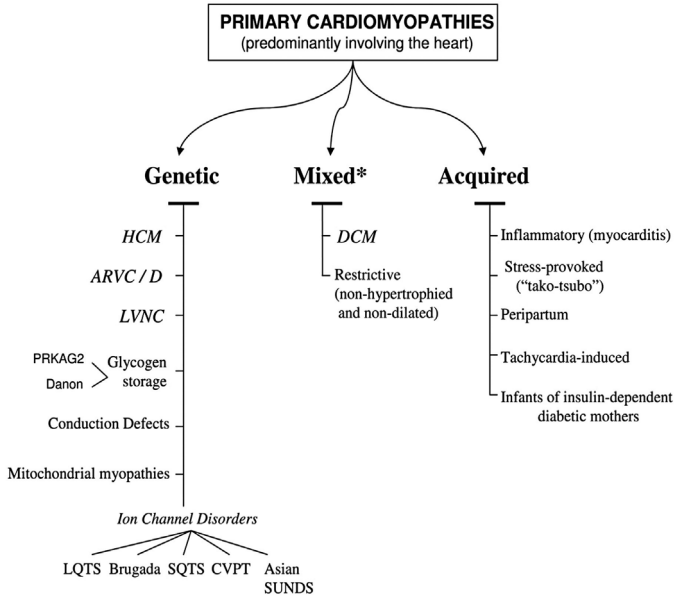 PRIMARY CARDIOMYOPATHIES
(predominantly involving the heart)
Genetic
Mixed*
Acquired
HCM
ARVC / D
LVNC
PRKAG2
Danon
Glycogen
storage
Conduction Defects
Mitochondrial myopathies
Ion Channel Disorders
LQTS Brugada SQTS CVPT Asian
SUNDS
DCM
Restrictive
(non-hypertrophied
and non-dilated)
Inflammatory (myocarditis)
Stress-provoked
(“tako-tsubo”)
Peripartum
Tachycardia-induced
Infants of insulin-dependent
diabetic mothers